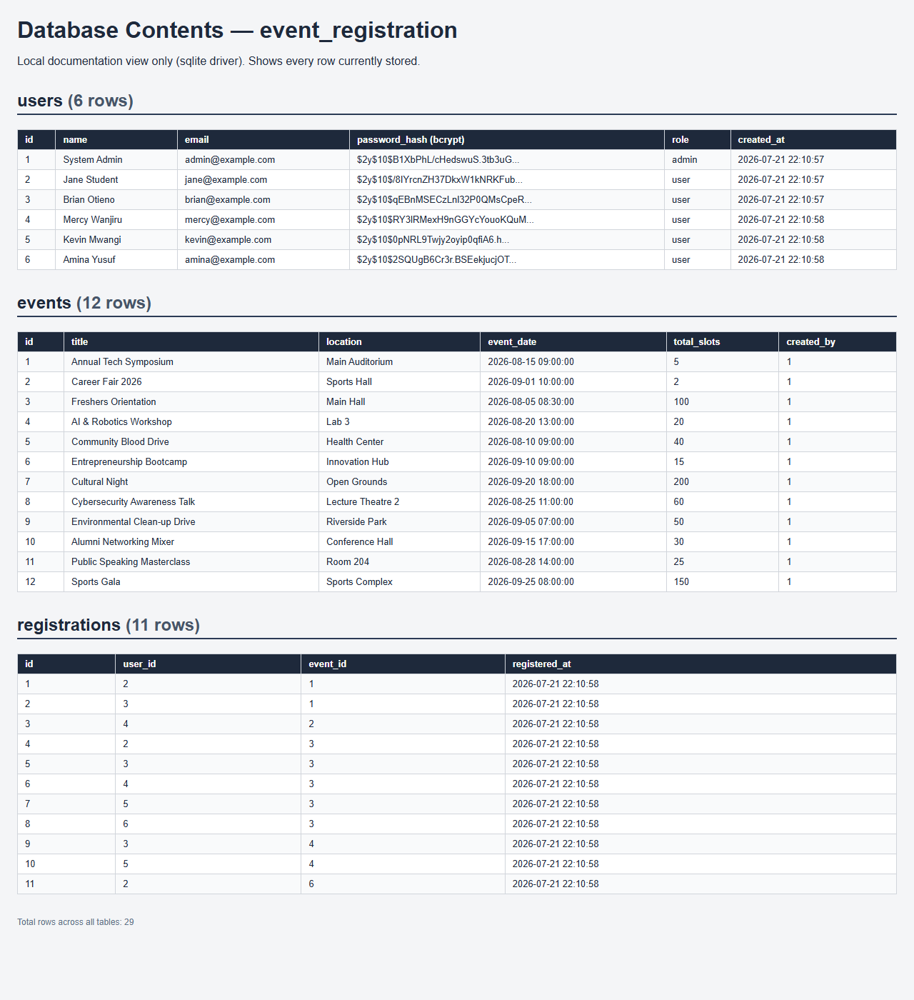 Database Contents — event_registration
Local documentation view only (sqlite driver). Shows every row currently stored.
users (6 rows)
id name email password_hash (bcrypt) role created_at
1 System Admin admin@example.com $2y$10$B1XbPhL/cHedswuS.3tb3uG... admin 2026-07-21 22:10:57
2 Jane Student jane@example.com $2y$10$/8IYrcnZH37DkxW1kNRKFub... user 2026-07-21 22:10:57
3 Brian Otieno brian@example.com $2y$10$qEBnMSECzLnI32P0QMsCpeR... user 2026-07-21 22:10:57
4 Mercy Wanjiru mercy@example.com $2y$10$RY3lRMexH9nGGYcYouoKQuM... user 2026-07-21 22:10:58
5 Kevin Mwangi kevin@example.com $2y$10$0pNRL9Twjy2oyip0qfiA6.h... user 2026-07-21 22:10:58
6 Amina Yusuf amina@example.com $2y$10$2SQUgB6Cr3r.BSEekjucjOT... user 2026-07-21 22:10:58
events (12 rows)
id title location event_date total_slots created_by
1 Annual Tech Symposium Main Auditorium 2026-08-15 09:00:00 5 1
2 Career Fair 2026 Sports Hall 2026-09-01 10:00:00 2 1
3 Freshers Orientation Main Hall 2026-08-05 08:30:00 100 1
4 AI & Robotics Workshop Lab 3 2026-08-20 13:00:00 20 1
5 Community Blood Drive Health Center 2026-08-10 09:00:00 40 1
6 Entrepreneurship Bootcamp Innovation Hub 2026-09-10 09:00:00 15 1
7 Cultural Night Open Grounds 2026-09-20 18:00:00 200 1
8 Cybersecurity Awareness Talk Lecture Theatre 2 2026-08-25 11:00:00 60 1
9 Environmental Clean-up Drive Riverside Park 2026-09-05 07:00:00 50 1
10 Alumni Networking Mixer Conference Hall 2026-09-15 17:00:00 30 1
11 Public Speaking Masterclass Room 204 2026-08-28 14:00:00 25 1
12 Sports Gala Sports Complex 2026-09-25 08:00:00 150 1
registrations (11 rows)
id user_id event_id registered_at
1 2 1 2026-07-21 22:10:58
2 3 1 2026-07-21 22:10:58
3 4 2 2026-07-21 22:10:58
4 2 3 2026-07-21 22:10:58
5 3 3 2026-07-21 22:10:58
6 4 3 2026-07-21 22:10:58
7 5 3 2026-07-21 22:10:58
8 6 3 2026-07-21 22:10:58
9 3 4 2026-07-21 22:10:58
10 5 4 2026-07-21 22:10:58
11 2 6 2026-07-21 22:10:58
Total rows across all tables: 29